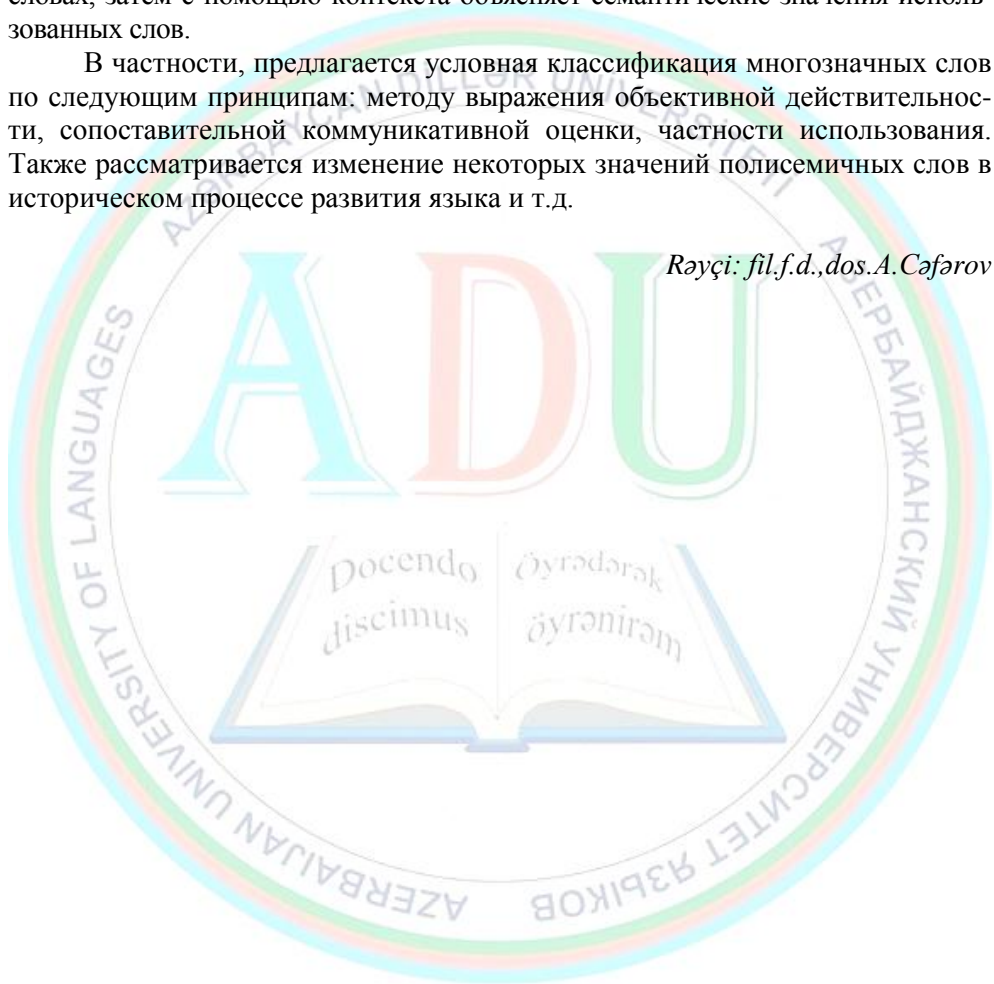 словах, затем с помощью контекста объясняет семантические значения исполь-
зованных слов.
В частности, предлагается условная классификация многозначных слов
по следующим принципам: методу выражения объективной действительнос-
ти, сопоставительной коммуникативной оценки, частности использования.
Также рассматривается изменение некоторых значений полисемичных слов в
историческом процессе развития языка и т.д.
Rəyçi: fil.f.d.,dos.A.Cəfərov
AZƏRBAYCAN DİLLƏR UNİVERSİTETİ
АЗЕРБАЙДЖАНСКИЙ УНИВЕРСИТЕТ ЯЗЫКОВ
AZERBAIJAN UNIVERSITY OF LANGUAGES
ADU
Docendo
discimus
Öyrədərək
öyrənirəm